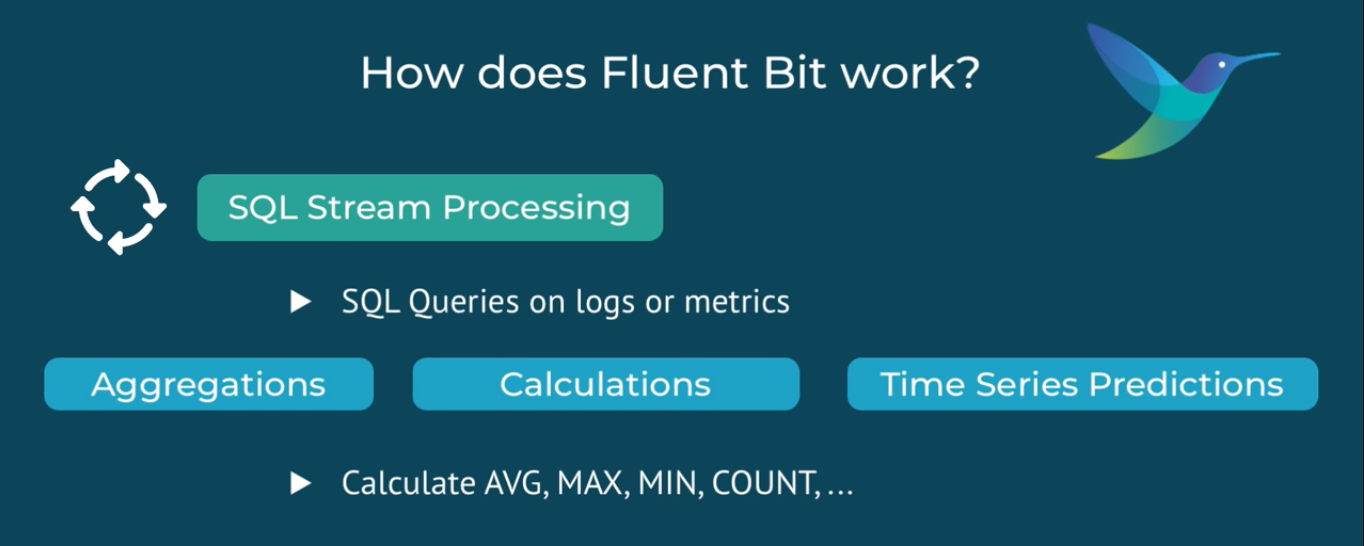 How does Fluent Bit work?
SQL Stream Processing
► SQL Queries on logs or metrics
Aggregations
Calculations
Time Series Predictions
► Calculate AVG, MAX, MIN, COUNT, ...